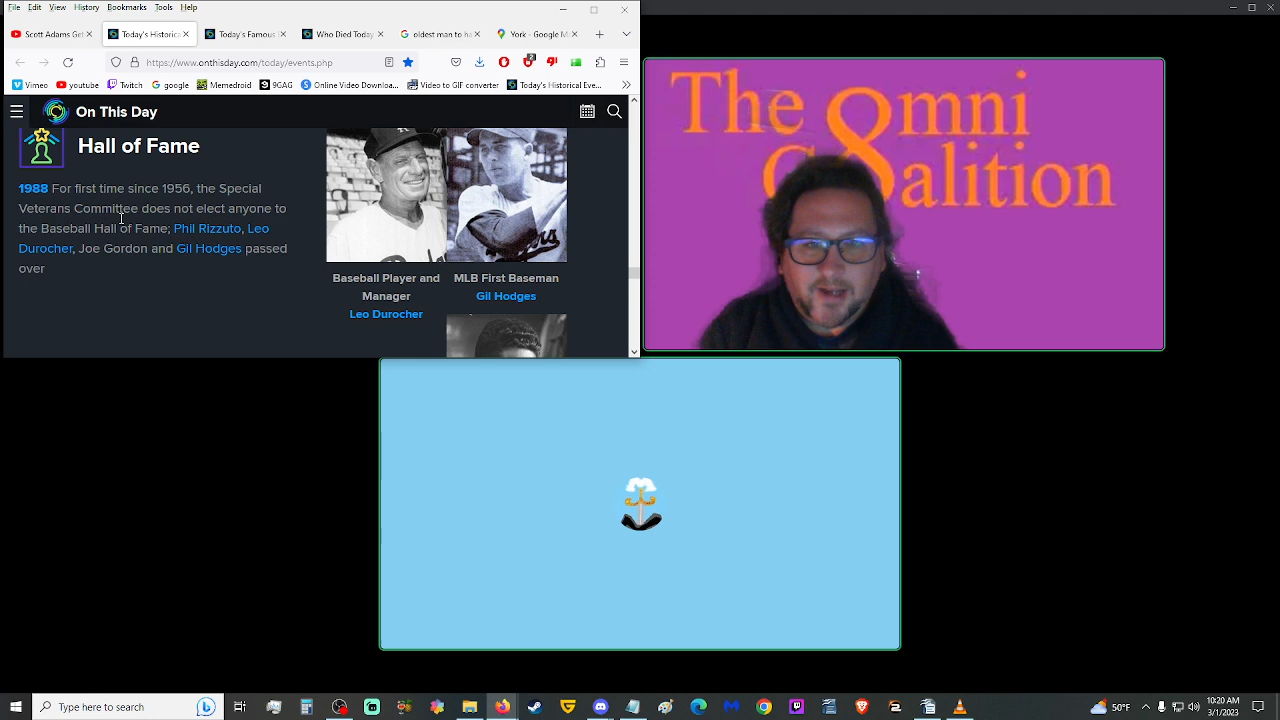 File Edit View History Bookmarks Tools Help
Scott Adams Get
Today's Historica
Today's Famous
Who Died Today
oldest man to ha
York - Google M
https://www.onthisday.com/today/events.php
2
Vimeo youtube Twitch google Memedroid 9GAG Online Video Downloa... Video to GIF converter Today's Historical Eve...
On This Day
Hall of Fame
1988 For first time since 1956, the Special
Veterans Committee does not elect anyone to
the Baseball Hall of Fame; Phil Rizzuto, Leo
Durocher, Joe Gordon and Gil Hodges passed
over
Baseball Player and
Manager
Leo Durocher
MLB First Baseman
Gil Hodges
The 8mni
C8alition
Type here to search
50°F
10:20 AM
3/1/2023